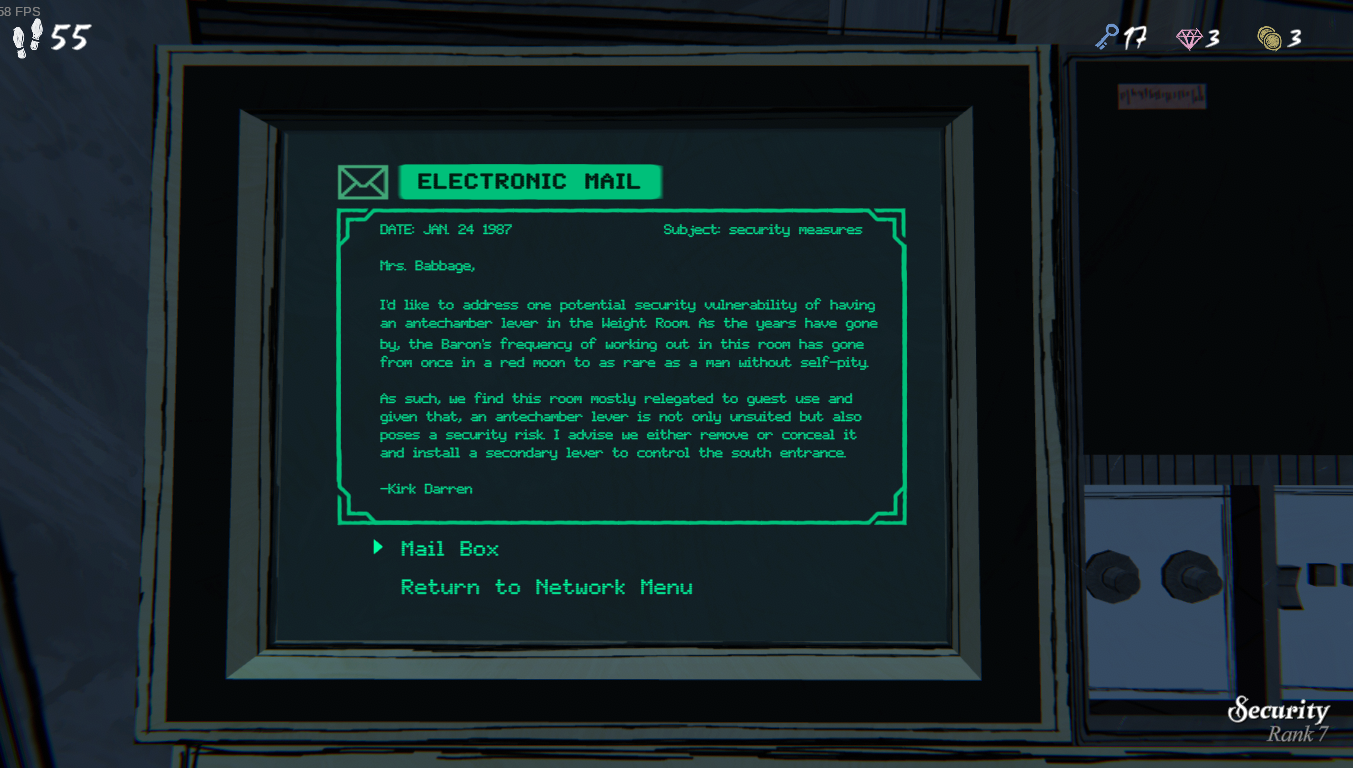 58 FPS
55
17 3 3
ELECTRONIC MAIL
DATE: JAN. 24 1987 Subject: security measures
Mrs. Babbage,
I'd like to address one potential security vulnerability of having
an antechamber lever in the Weight Room. As the years have gone
by, the Baron's frequency of working out in this room has gone
from once in a red moon to as rare as a man without self-pity.
As such, we find this room mostly relegated to guest use and
given that, an antechamber lever is not only unsuited but also
poses a security risk. I advise we either remove or conceal it
and install a secondary lever to control the south entrance.
-Kirk Darren
Mail Box
Return to Network Menu
Security
Rank 7